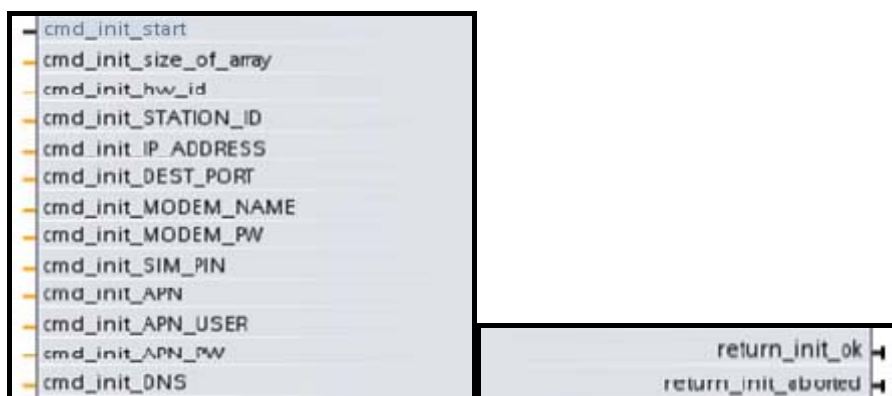 cmd_init_start
cmd_init_size_of_array
cmd_init_hw_id
cmd_init_STATION_ID
cmd_init_IP_ADDRESS
cmd_init_DEST_PORT
cmd_init_MODEM_NAME
cmd_init_MODEM_PW
cmd_init_SIM_PIN
cmd_init_APN
cmd_init_APN_USER
cmd_init_APN_PW
cmd_init_DNS
return_init_ok
return_init_aborted